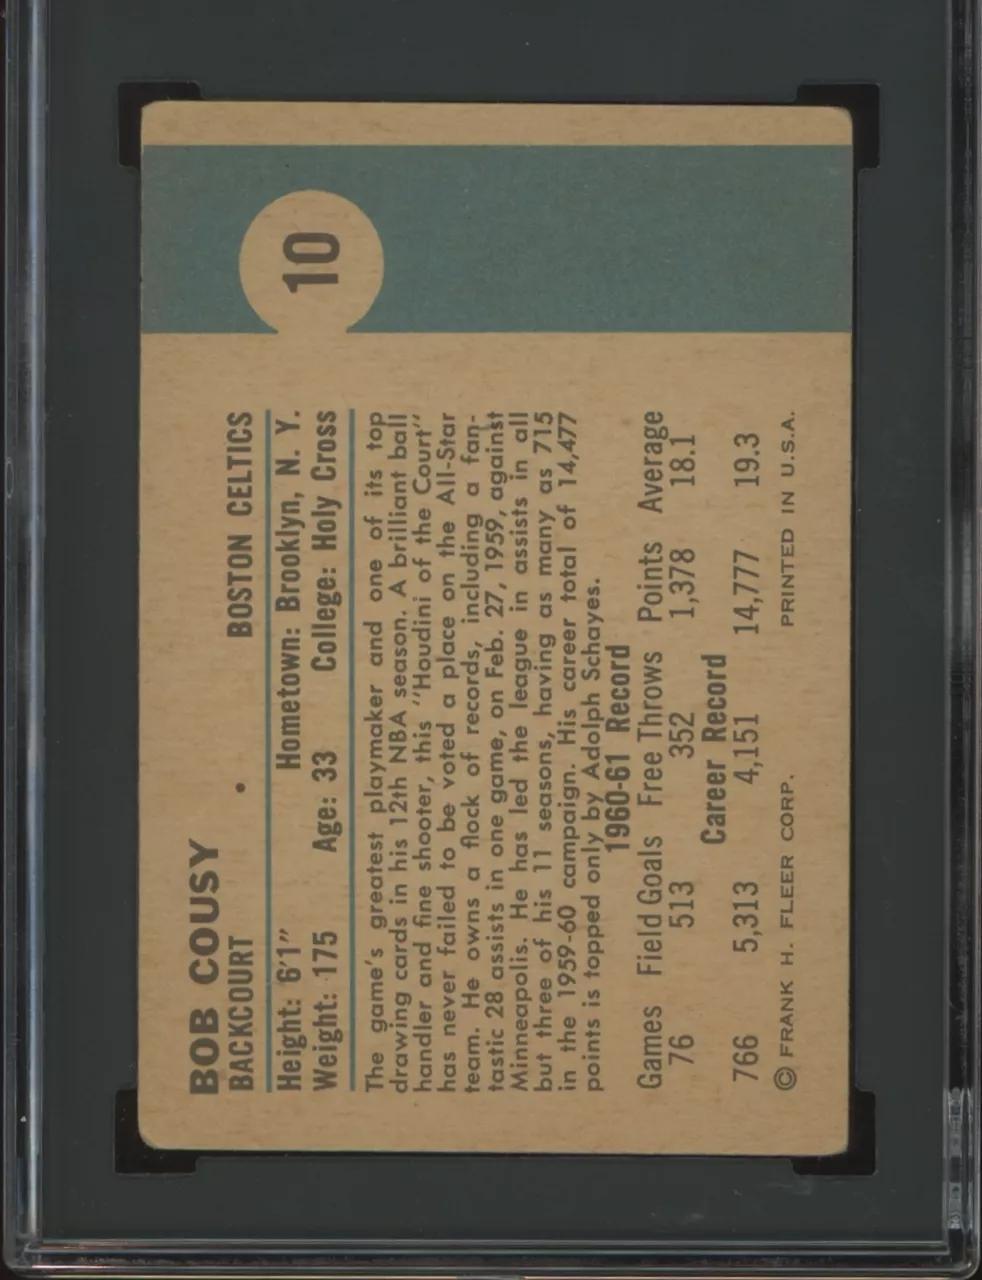 10
BOB COUSY
BACKCOURT BOSTON CELTICS
Height: 6'1" Hometown: Brooklyn, N. Y.
Weight: 175 Age: 33 College: Holy Cross
The game's greatest playmaker and one of its top
drawing cards in his 12th NBA season. A brilliant ball
handler and fine shooter, this "Houdini of the Court"
has never failed to be voted a place on the All-Star
team. He owns a flock of records, including a fan-
tastic 28 assists in one game, on Feb. 27, 1959, against
Minneapolis. He has led the league in assists in all
but three of his 11 seasons, having as many as 715
in the 1959-60 campaign. His career total of 14,477
points is topped only by Adolph Schayes.
1960-61 Record
Games Field Goals Free Throws Points Average
76 513 352 1,378 18.1
Career Record
766 5,313 4,151 14,777 19.3
© FRANK H. FLEER CORP. PRINTED IN U.S.A.